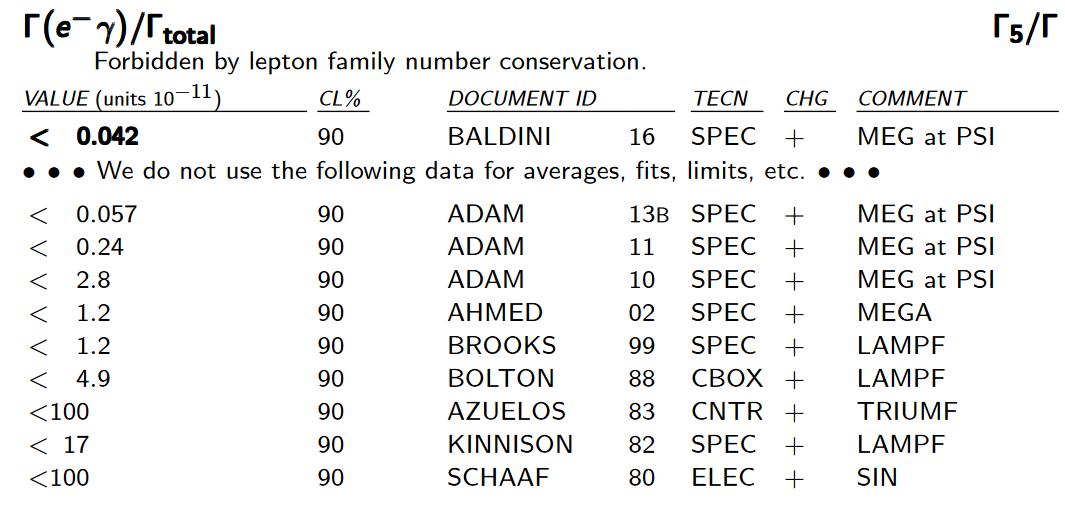 Γ(e⁻ γ)/Γtotal Γ5/Γ
Forbidden by lepton family number conservation.
VALUE (units 10⁻¹¹) CL% DOCUMENT ID TECN CHG COMMENT
< 0.042 90 BALDINI 16 SPEC + MEG at PSI
• • • We do not use the following data for averages, fits, limits, etc. • • •
< 0.057 90 ADAM 13B SPEC + MEG at PSI
< 0.24 90 ADAM 11 SPEC + MEG at PSI
< 2.8 90 ADAM 10 SPEC + MEG at PSI
< 1.2 90 AHMED 02 SPEC + MEGA
< 1.2 90 BROOKS 99 SPEC + LAMPF
< 4.9 90 BOLTON 88 CBOX + LAMPF
<100 90 AZUELOS 83 CNTR + TRIUMF
< 17 90 KINNISON 82 SPEC + LAMPF
<100 90 SCHAAF 80 ELEC + SIN